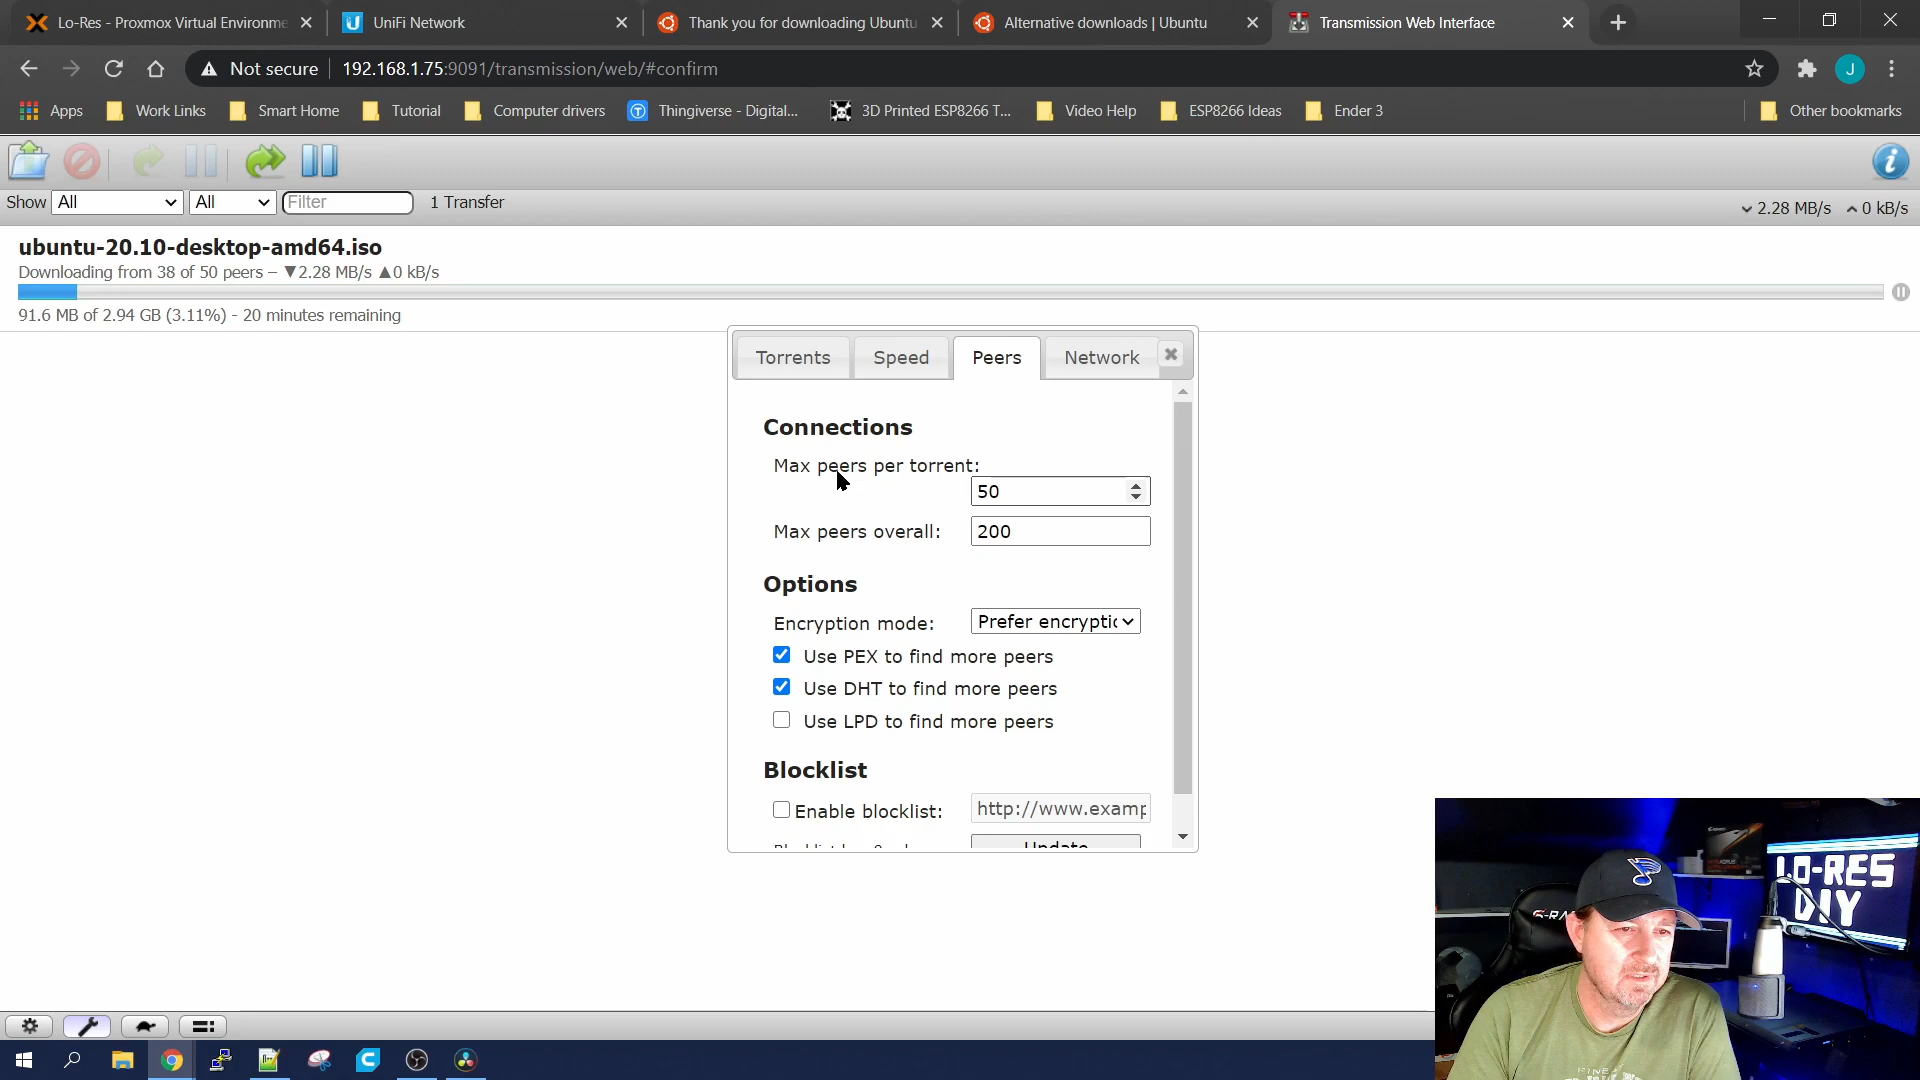 Lo-Res - Proxmox Virtual Environme
UniFi Network
Thank you for downloading Ubuntu
Alternative downloads | Ubuntu
Transmission Web Interface
Not secure
192.168.1.75:9091/transmission/web/#confirm
J
Apps
Work Links
Smart Home
Tutorial
Computer drivers
Thingiverse - Digital...
3D Printed ESP8266 T...
Video Help
ESP8266 Ideas
Ender 3
Other bookmarks
Show
All
All
Filter
1 Transfer
2.28 MB/s
0 kB/s
ubuntu-20.10-desktop-amd64.iso
Downloading from 38 of 50 peers – ▼2.28 MB/s ▲0 kB/s
91.6 MB of 2.94 GB (3.11%) - 20 minutes remaining
Torrents
Speed
Peers
Network
Connections
Max peers per torrent:
50
Max peers overall:
200
Options
Encryption mode:
Prefer encryptic
Use PEX to find more peers
Use DHT to find more peers
Use LPD to find more peers
Blocklist
Enable blocklist:
http://www.examp
Update
LO-RES
DIY